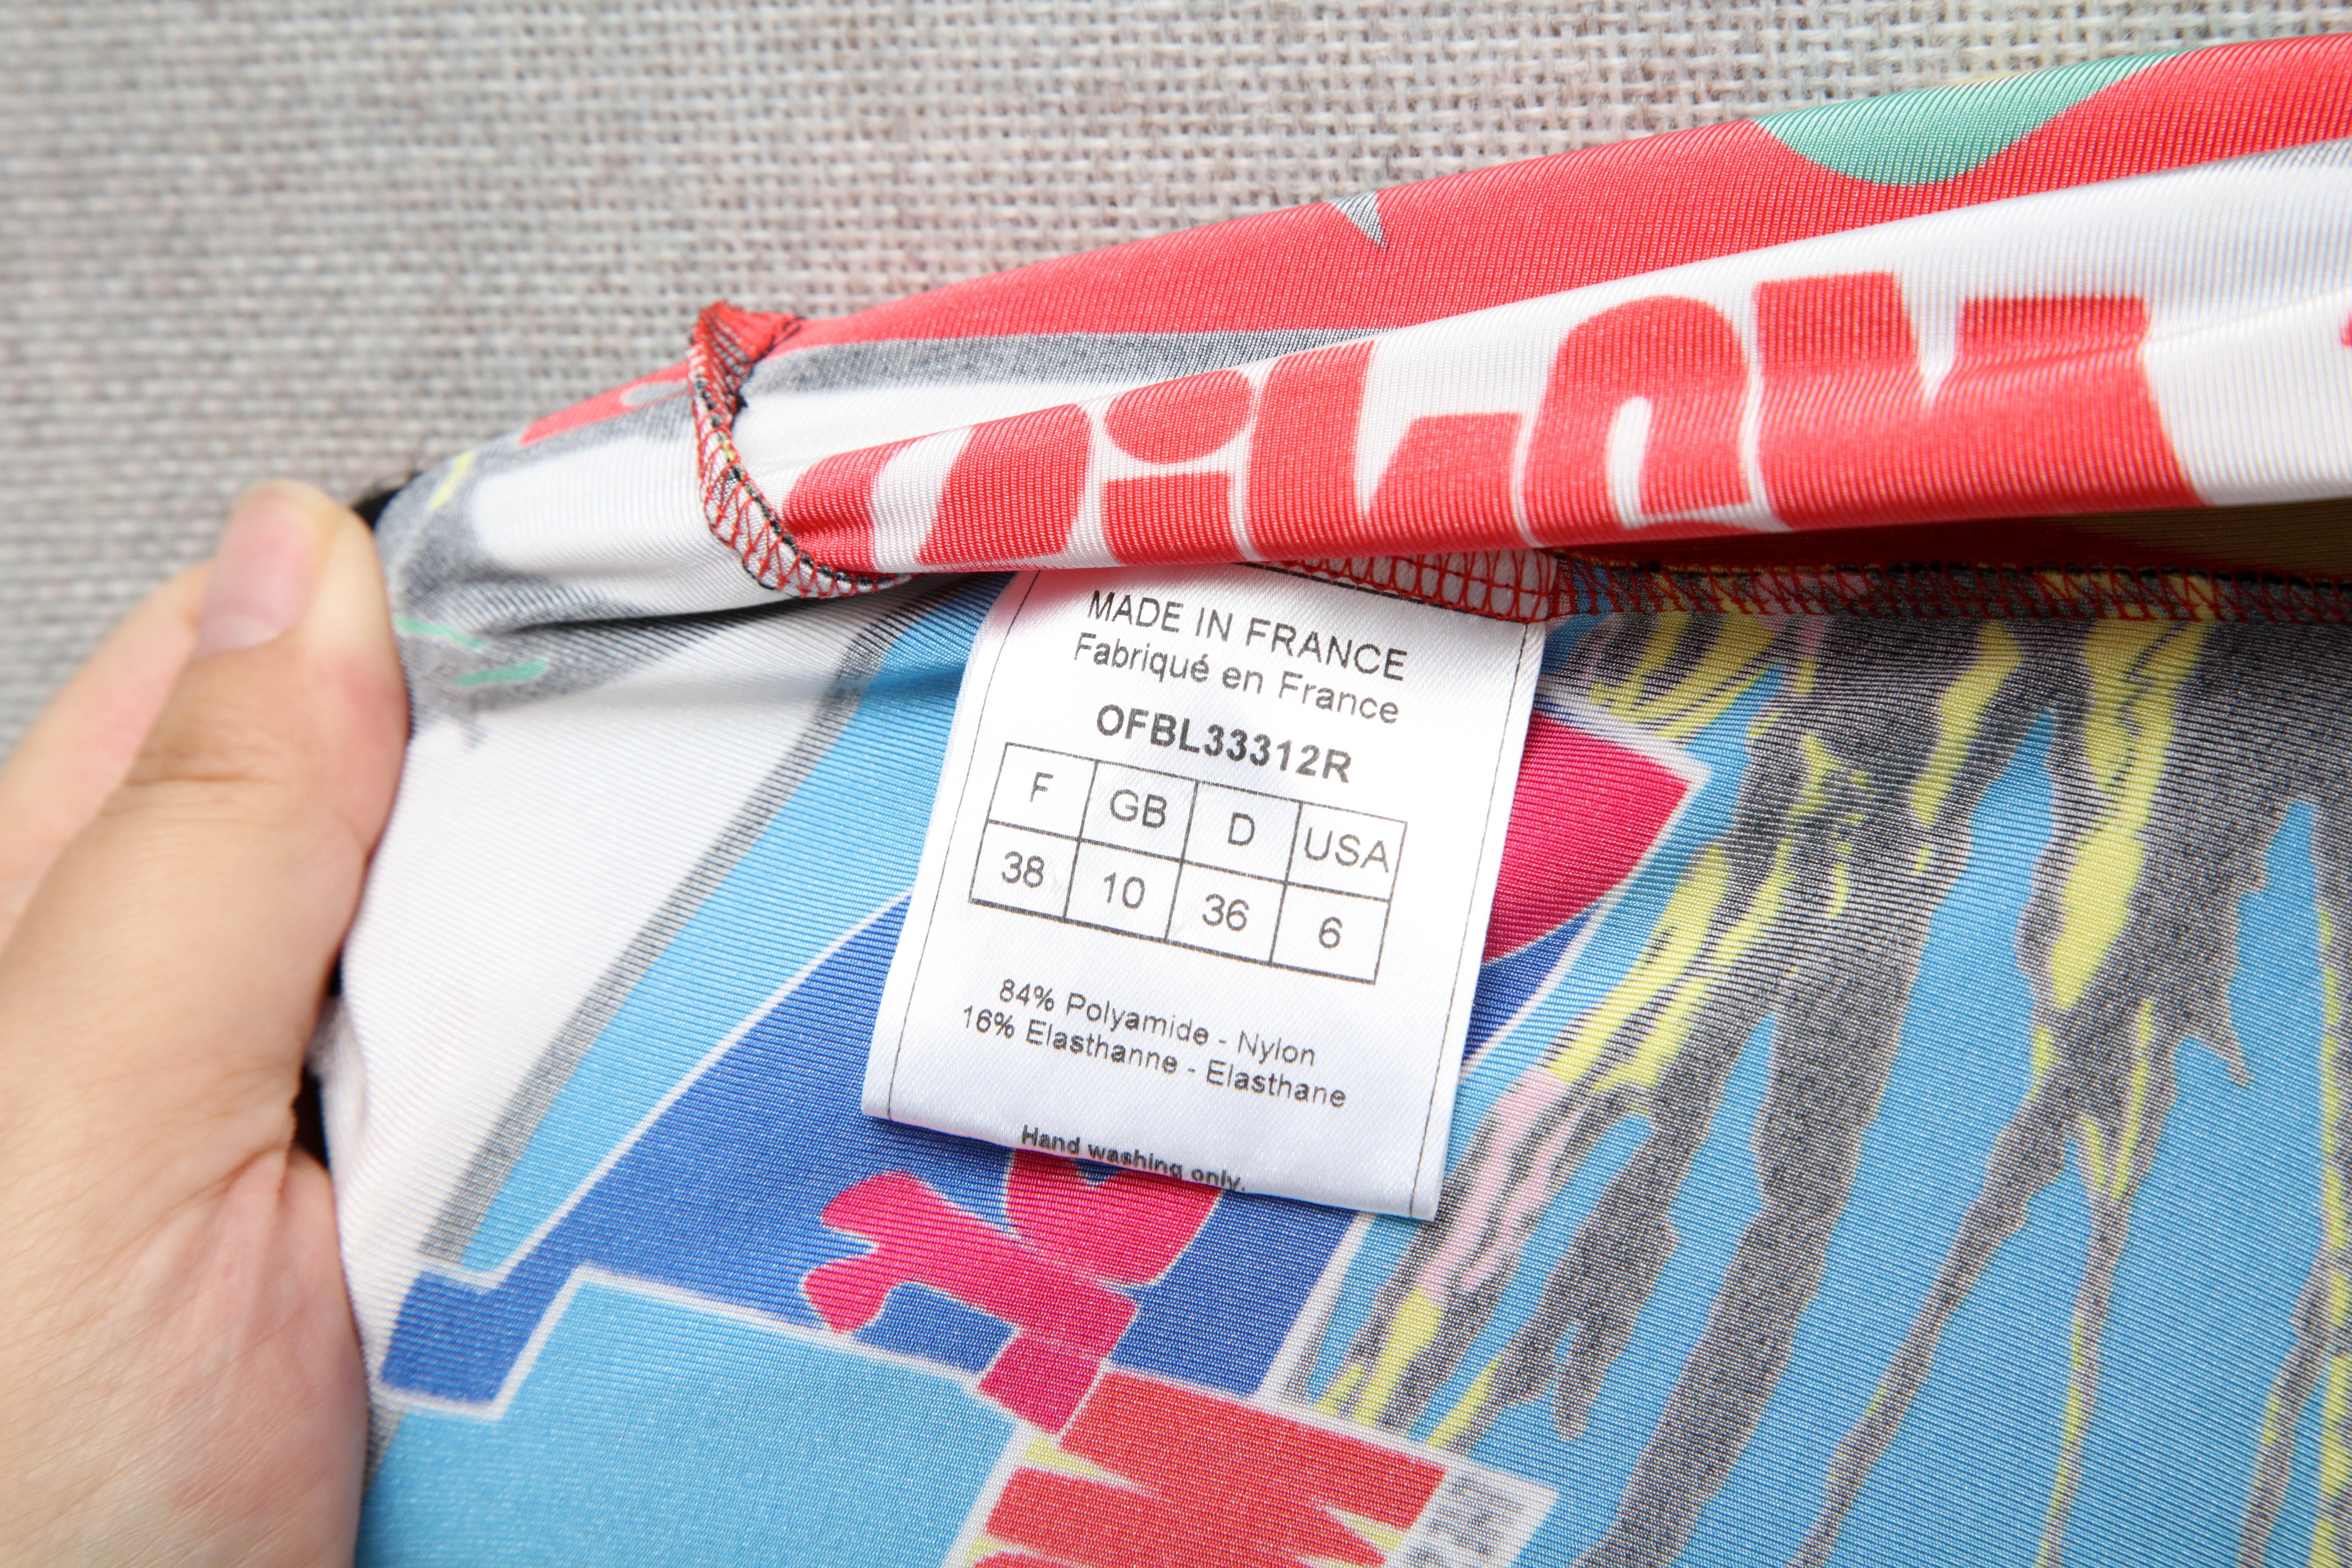 MADE IN FRANCE
Fabriqué en France
OFBL33312R
F GB D USA
38 10 36 6
84% Polyamide - Nylon
16% Elasthanne - Elasthane
Hand washing only.